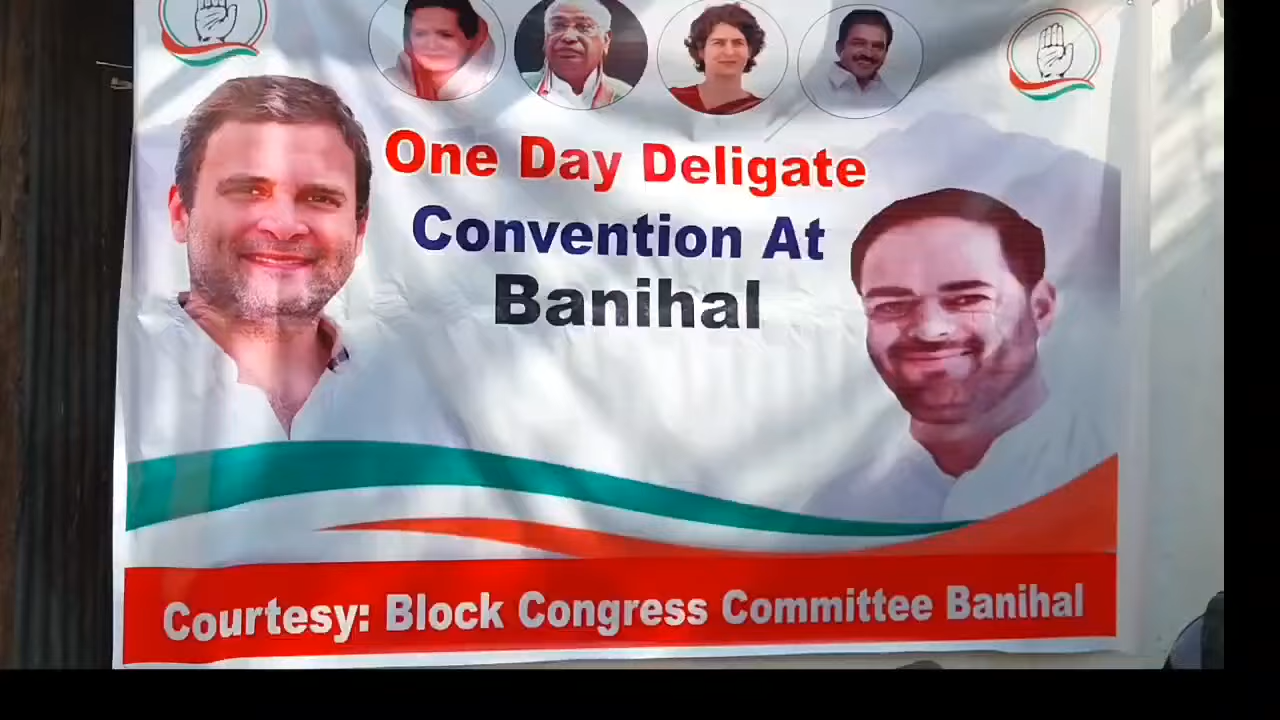 One Day Deligate
Convention At
Banihal
Courtesy: Block Congress Committee Banihal